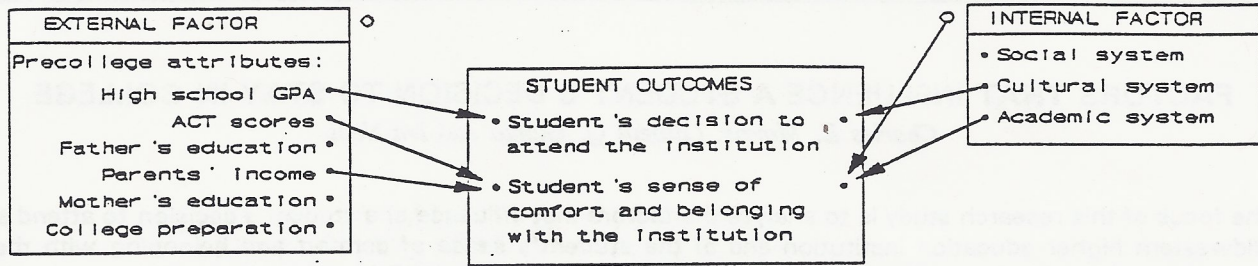 EXTERNAL FACTOR
Precollege attributes:
High school GPA
ACT scores
Father's education
Parents' income
Mother's education
College preparation
STUDENT OUTCOMES
• Student's decision to
attend the institution
• Student's sense of
comfort and belonging
with the institution
INTERNAL FACTOR
• Social system
• Cultural system
• Academic system